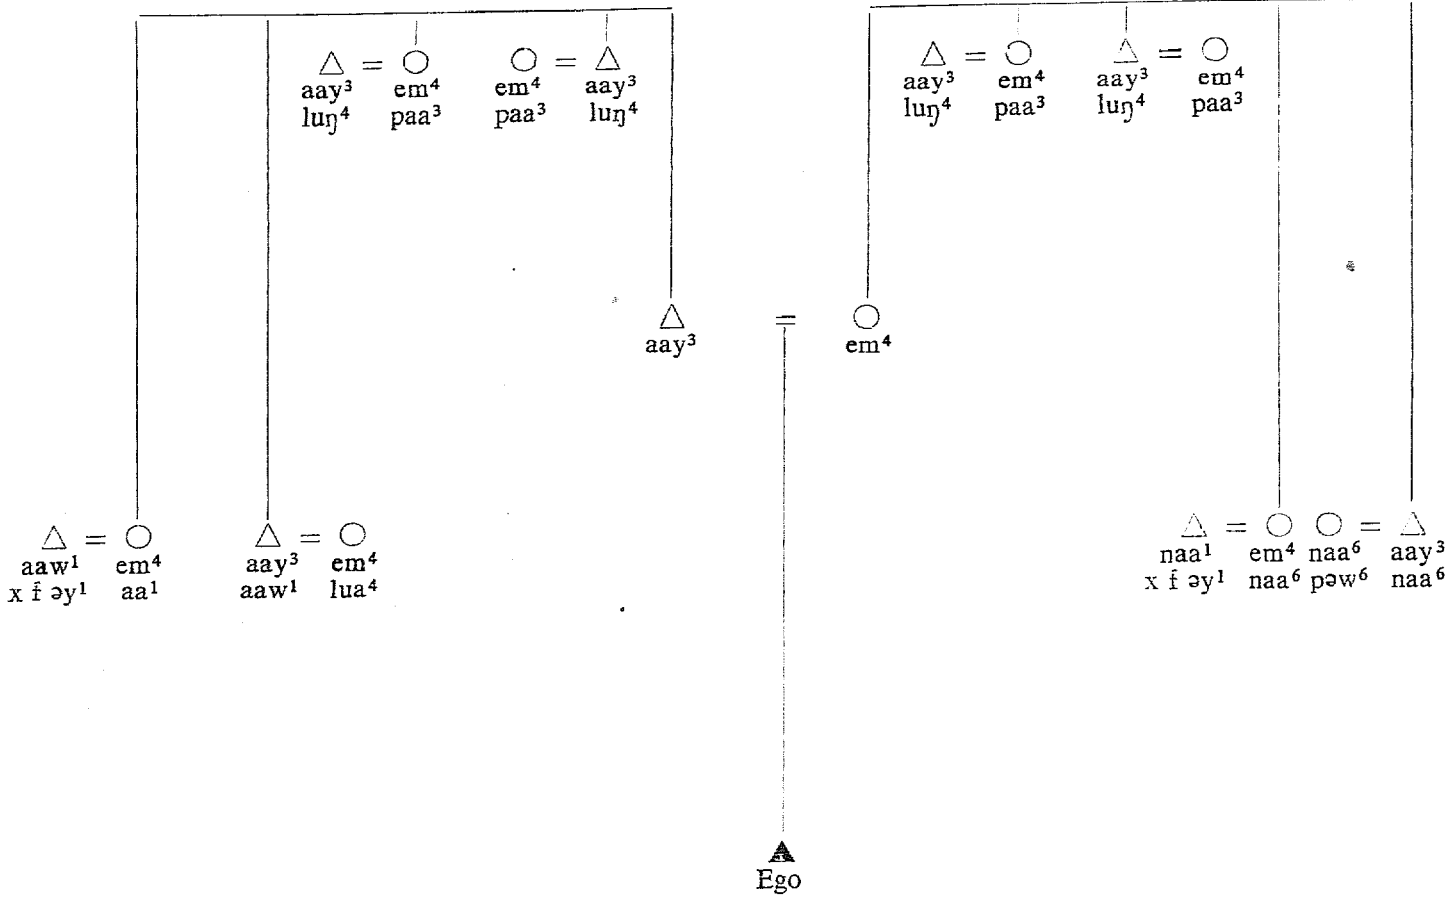 aay³ em⁴ em⁴ aay³ aay³ em⁴ aay³ em⁴
luŋ⁴ paa³ paa³ luŋ⁴ luŋ⁴ paa³ luŋ⁴ paa³
aay³ em⁴
aaw¹ em⁴ aay³ em⁴ naa¹ em⁴ naa⁶ aay³
x f əy¹ aa¹ aaw¹ lua⁴ x f əy¹ naa⁶ pəw⁶ naa⁶
Ego